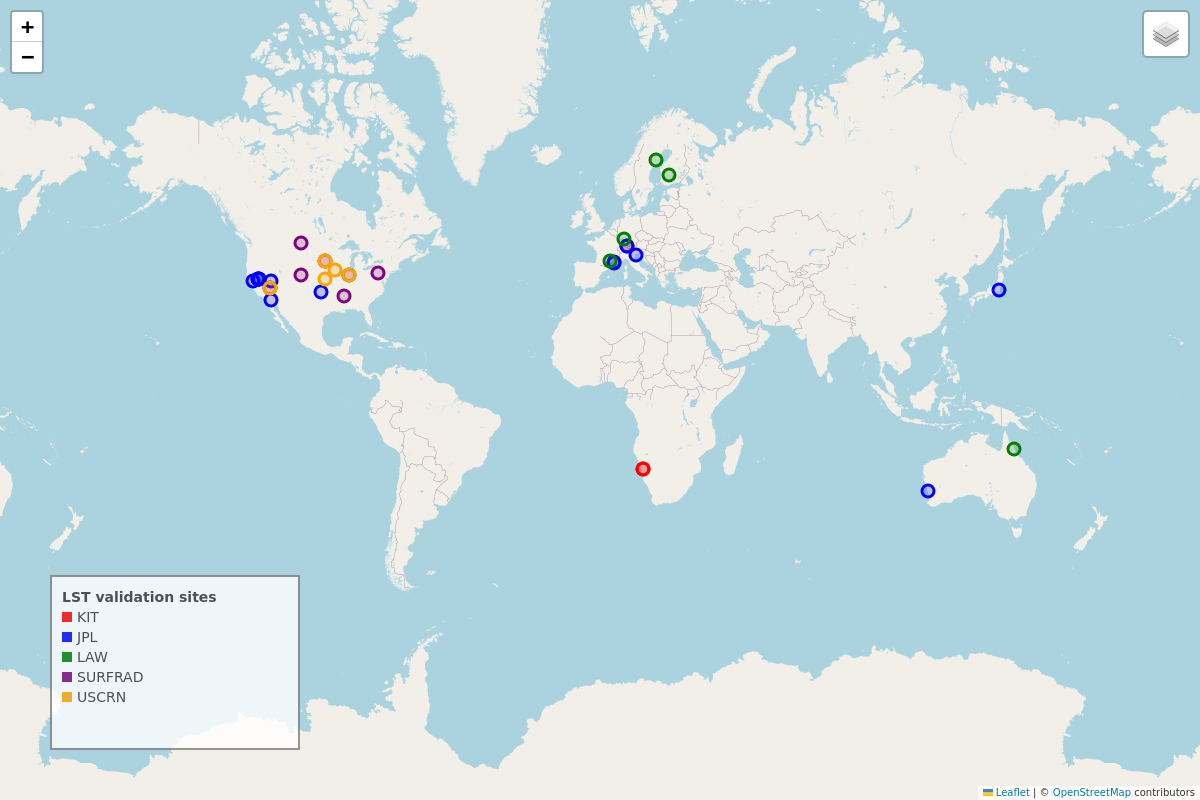 +
−
LST validation sites
KIT
JPL
LAW
SURFRAD
USCRN
Leaflet | © OpenStreetMap contributors